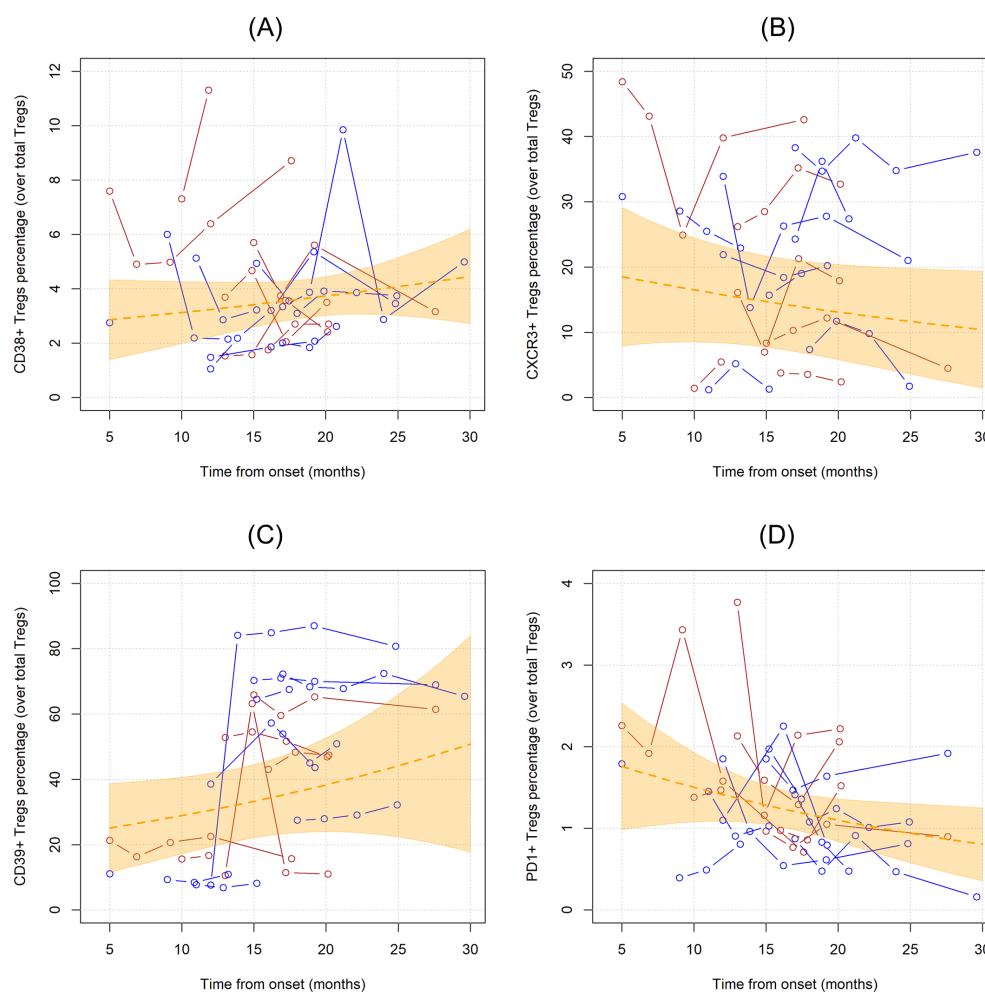 (A)
(B)
CD38+ Tregs percentage (over total Tregs)
0 2 4 6 8 10 12
5 10 15 20 25 30
Time from onset (months)
CXCR3+ Tregs percentage (over total Tregs)
0 10 20 30 40 50
5 10 15 20 25 30
Time from onset (months)
(C)
(D)
CD39+ Tregs percentage (over total Tregs)
0 20 40 60 80 100
5 10 15 20 25 30
Time from onset (months)
PD1+ Tregs percentage (over total Tregs)
0 1 2 3 4
5 10 15 20 25 30
Time from onset (months)